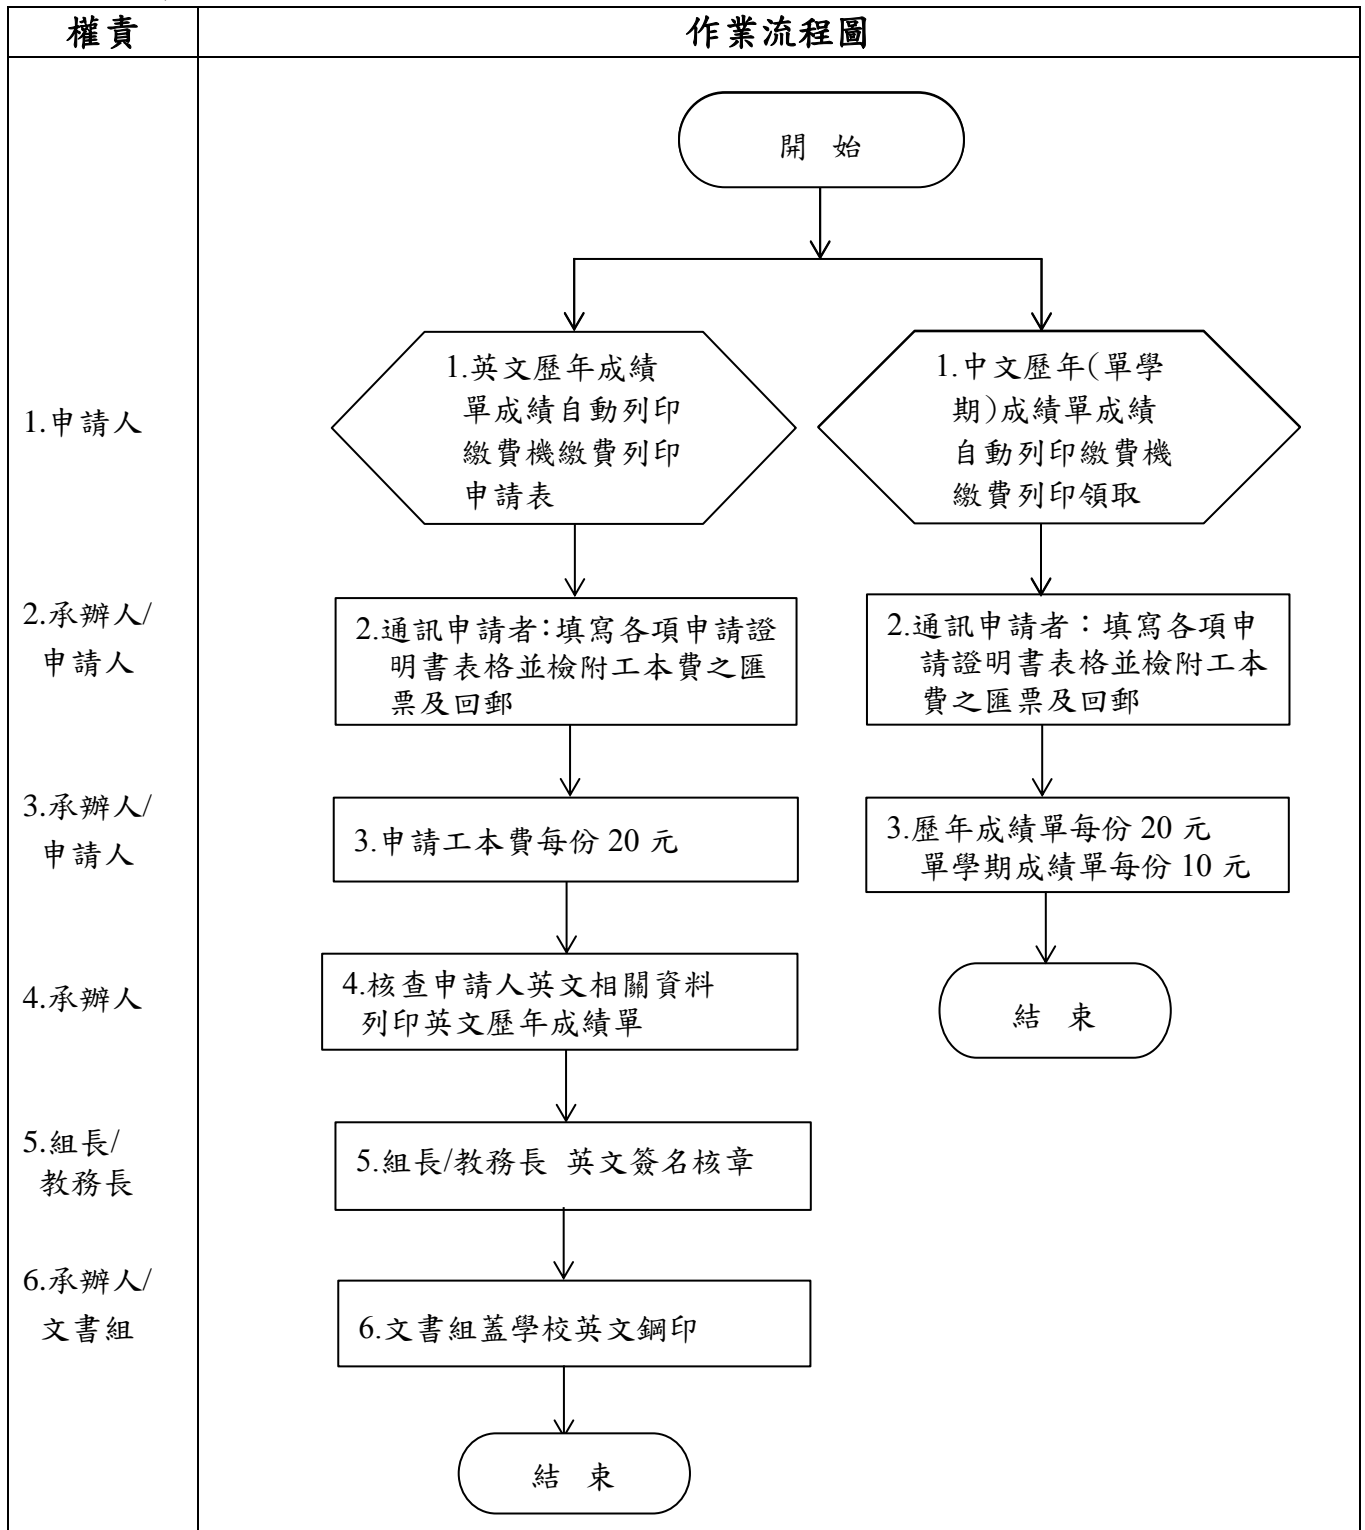 權責
作業流程圖
開 始
1.申請人
1.英文歷年成績
單成績自動列印
繳費機繳費列印
申請表
1.中文歷年(單學
期)成績單成績
自動列印繳費機
繳費列印領取
2.承辦人/
申請人
2.通訊申請者:填寫各項申請證
明書表格並檢附工本費之匯
票及回郵
2.通訊申請者：填寫各項申
請證明書表格並檢附工本
費之匯票及回郵
3.承辦人/
申請人
3.申請工本費每份 20 元
3.歷年成績單每份 20 元
單學期成績單每份 10 元
4.承辦人
4.核查申請人英文相關資料
列印英文歷年成績單
結 束
5.組長/
教務長
5.組長/教務長 英文簽名核章
6.承辦人/
文書組
6.文書組蓋學校英文鋼印
結 束